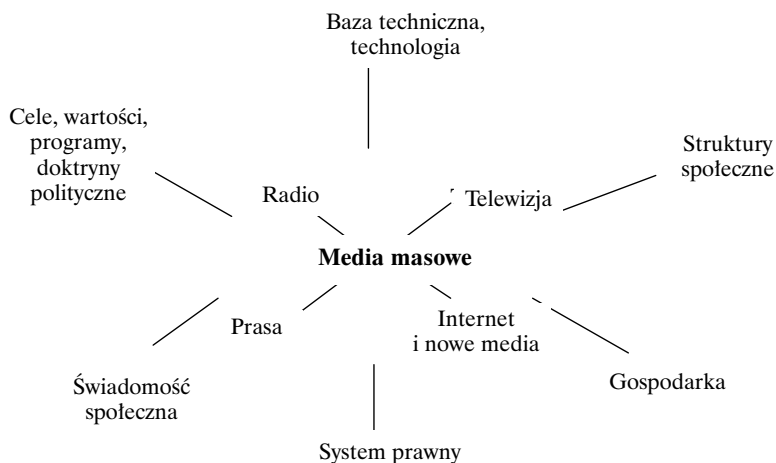 Baza techniczna,
technologia
Cele, wartości,
programy,
doktryny
polityczne
Struktury
społeczne
Radio
Telewizja
Media masowe
Prasa
Internet
i nowe media
Świadomość
społeczna
Gospodarka
System prawny